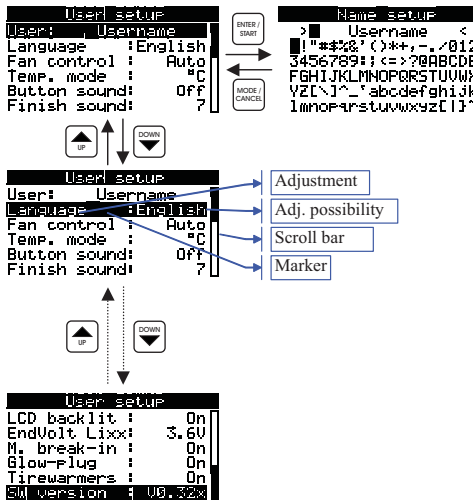 User setup
User: Username
Language :English
Fan control : Auto
Temp. mode : °C
Button sound: Off
Finish sound: 7
ENTER / START
MODE / CANCEL
Name setup
> Username <
!"#$%&'()*+,-./012
3456789:;<=>?@ABCDE
FGHIJKLMNOPQRSTUVWX
YZ[\]^_'abcdefghijk
lmnopqrstuvwxyz[|]^
UP
DOWN
User setup
User: Username
Language :English
Fan control : Auto
Temp. mode : °C
Button sound: Off
Finish sound: 7
Adjustment
Adj. possibility
Scroll bar
Marker
UP
DOWN
User setup
LCD backlit : On
EndVolt Lixx: 3.6V
M. break-in : On
Glow-plug : On
Tirewarmers : On
SW version : V0.32x